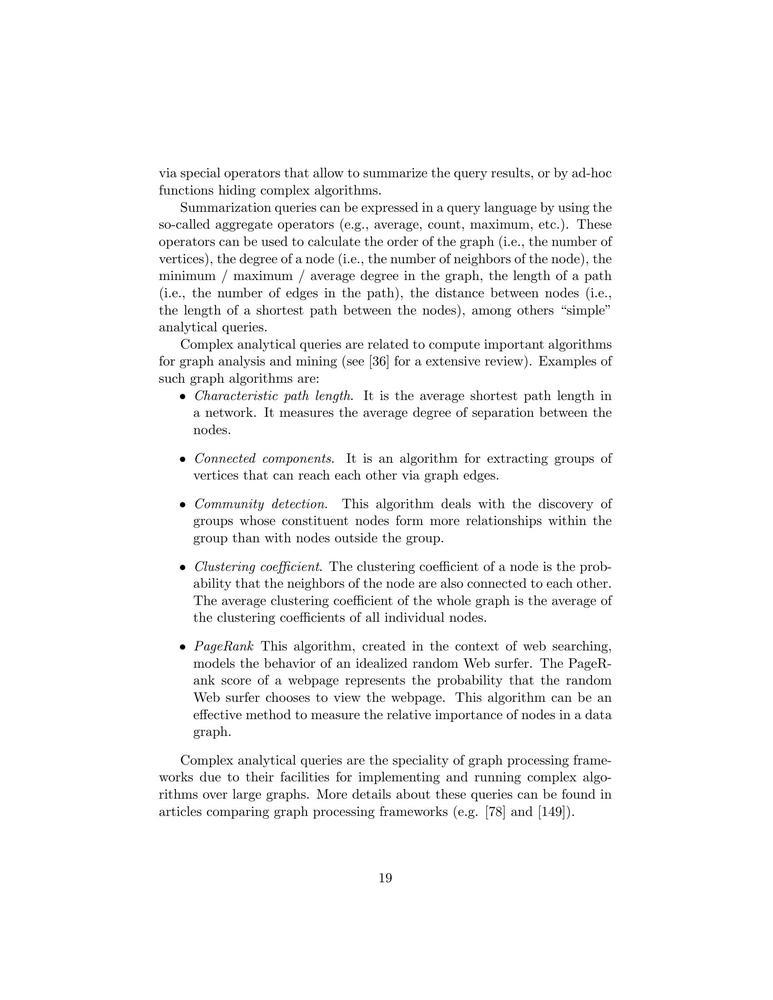 via special operators that allow to summarize the query results, or by ad-hoc
functions hiding complex algorithms.
Summarization queries can be expressed in a query language by using the
so-called aggregate operators (e.g., average, count, maximum, etc.). These
operators can be used to calculate the order of the graph (i.e., the number of
vertices), the degree of a node (i.e., the number of neighbors of the node), the
minimum / maximum / average degree in the graph, the length of a path
(i.e., the number of edges in the path), the distance between nodes (i.e.,
the length of a shortest path between the nodes), among others “simple”
analytical queries.
Complex analytical queries are related to compute important algorithms
for graph analysis and mining (see [36] for a extensive review). Examples of
such graph algorithms are:
• Characteristic path length. It is the average shortest path length in
a network. It measures the average degree of separation between the
nodes.
• Connected components. It is an algorithm for extracting groups of
vertices that can reach each other via graph edges.
• Community detection. This algorithm deals with the discovery of
groups whose constituent nodes form more relationships within the
group than with nodes outside the group.
• Clustering coefficient. The clustering coefficient of a node is the prob-
ability that the neighbors of the node are also connected to each other.
The average clustering coefficient of the whole graph is the average of
the clustering coefficients of all individual nodes.
• PageRank This algorithm, created in the context of web searching,
models the behavior of an idealized random Web surfer. The PageR-
ank score of a webpage represents the probability that the random
Web surfer chooses to view the webpage. This algorithm can be an
effective method to measure the relative importance of nodes in a data
graph.
Complex analytical queries are the speciality of graph processing frame-
works due to their facilities for implementing and running complex algo-
rithms over large graphs. More details about these queries can be found in
articles comparing graph processing frameworks (e.g. [78] and [149]).
19